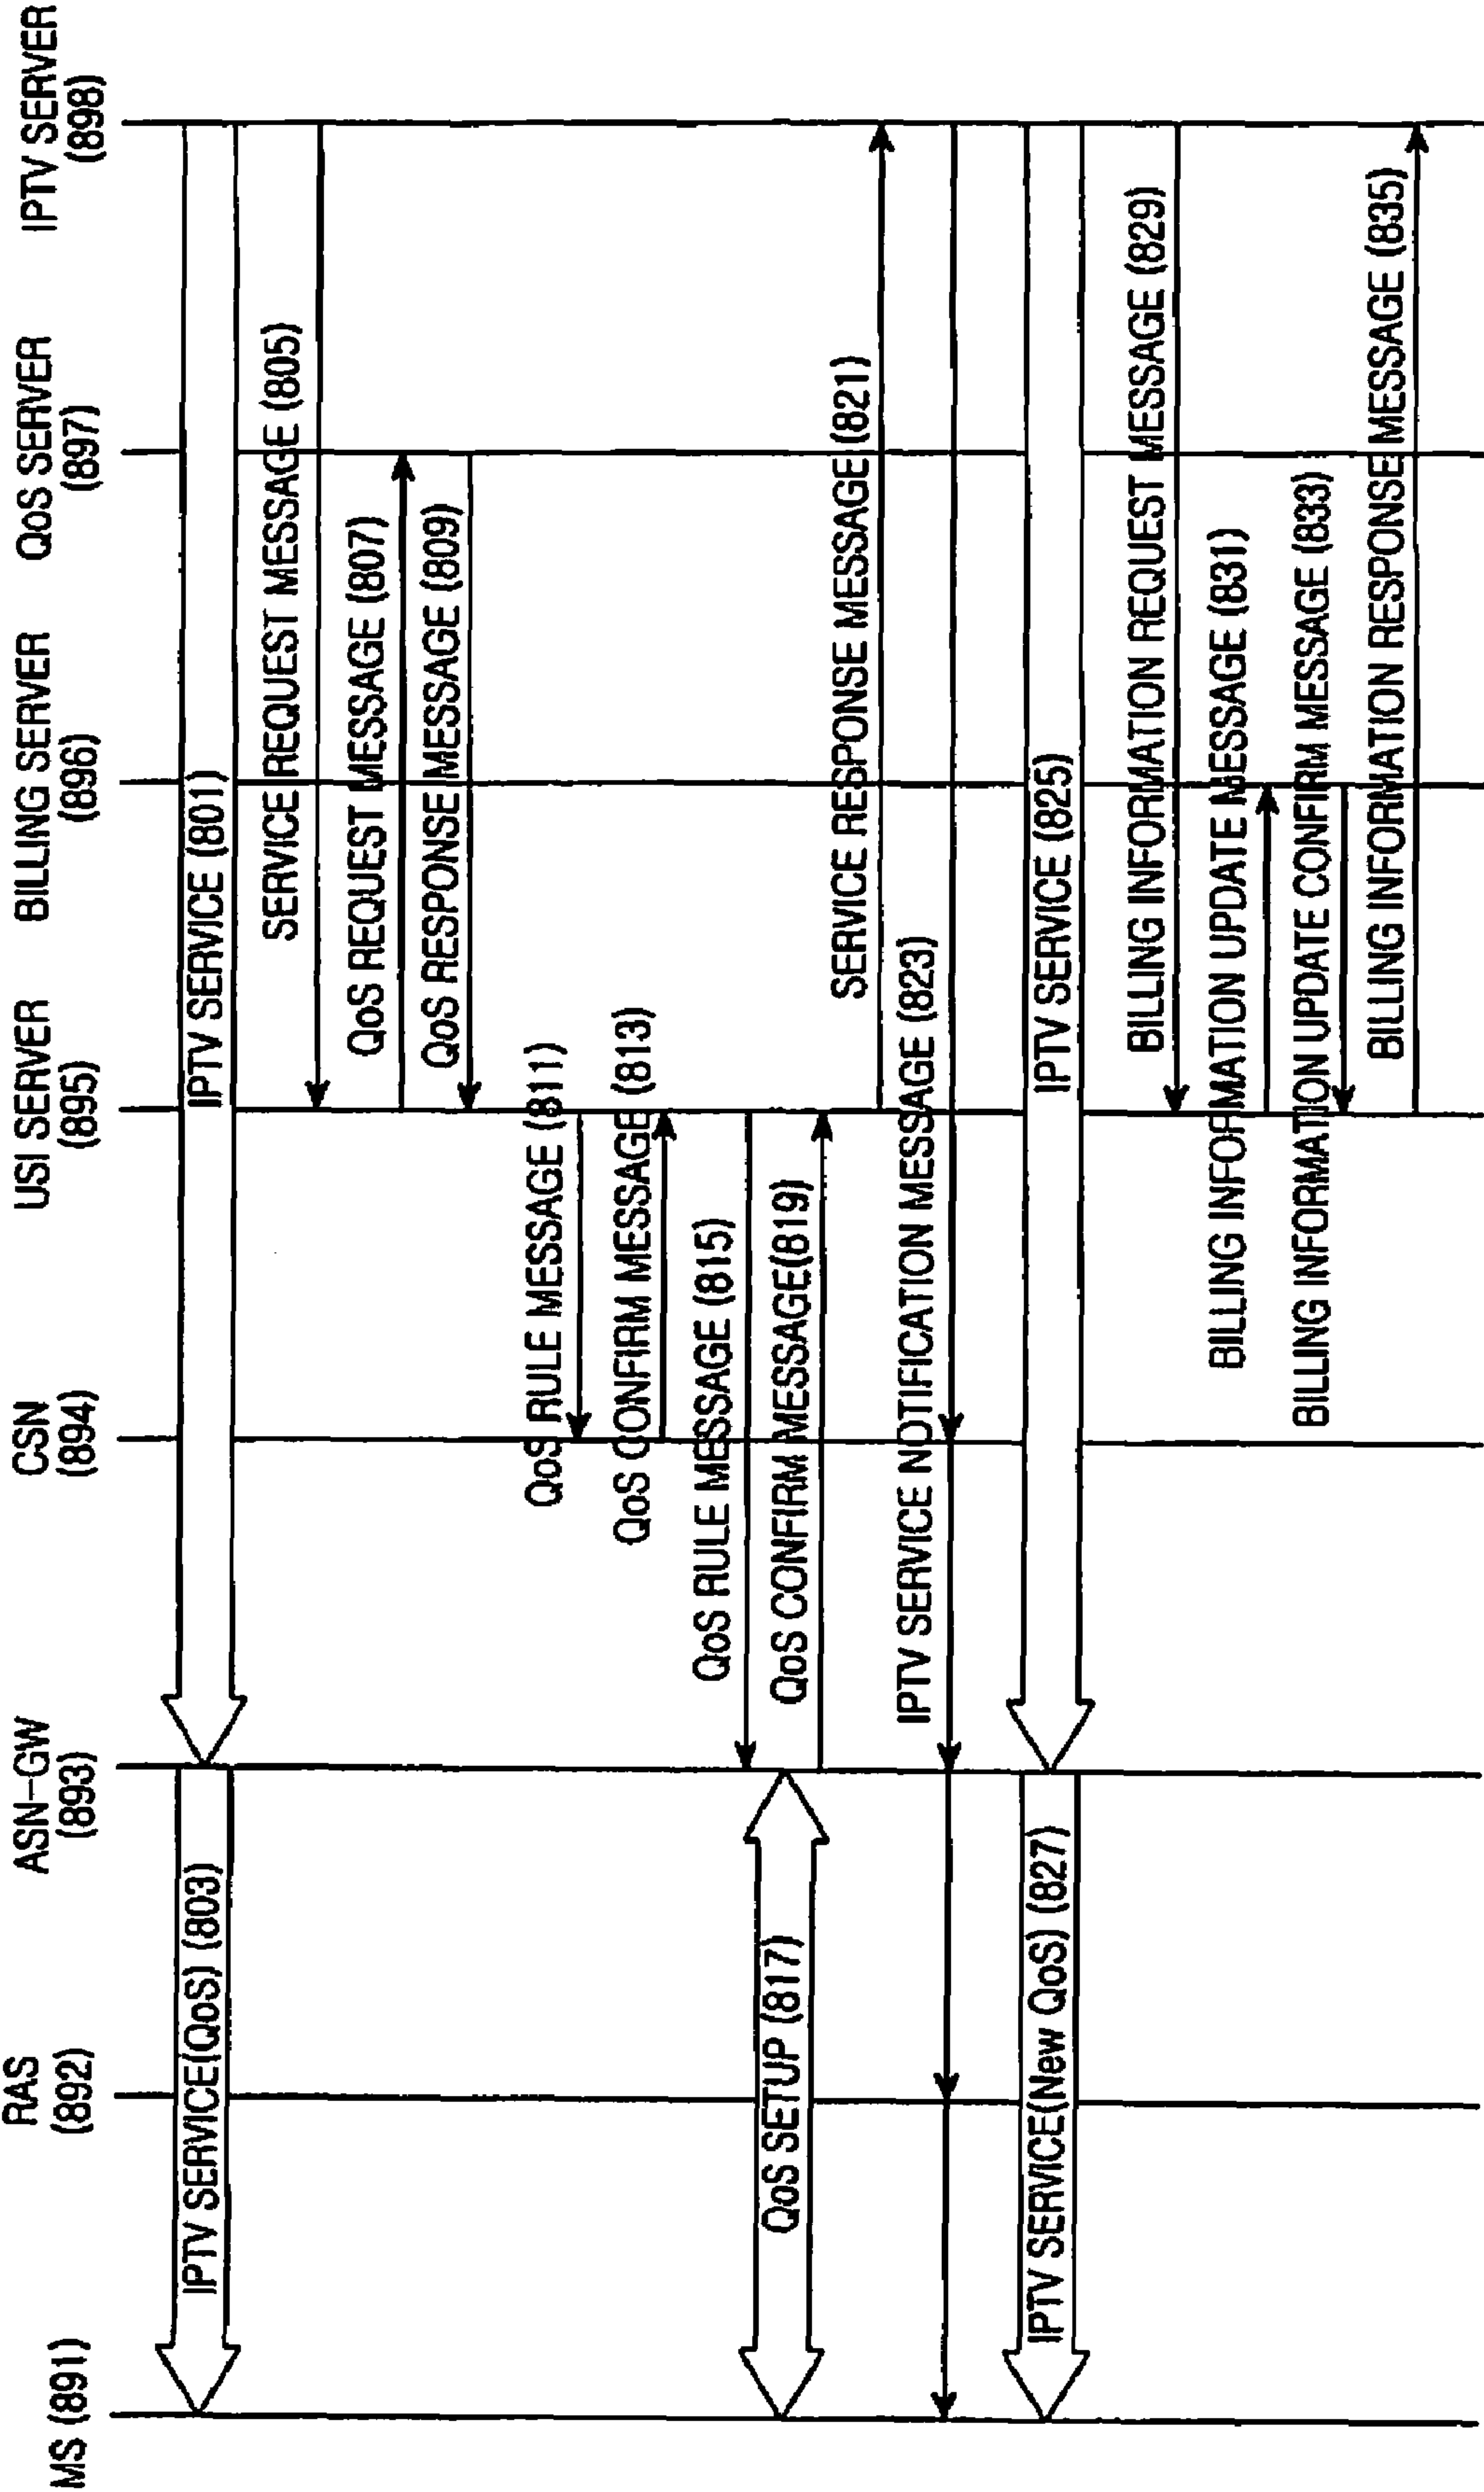 MS (891)
RAS
(892)
ASN-GW
(893)
CSN
(894)
USI SERVER
(895)
BILLING SERVER
(896)
QoS SERVER
(897)
IPTV SERVER
(898)
IPTV SERVICE (801)
IPTV SERVICE(QoS) (803)
SERVICE REQUEST MESSAGE (805)
QoS REQUEST MESSAGE (807)
QoS RESPONSE MESSAGE (809)
QoS RULE MESSAGE (811)
QoS CONFIRM MESSAGE (813)
QoS RULE MESSAGE (815)
QoS SETUP (817)
QoS CONFIRM MESSAGE(819)
SERVICE RESPONSE MESSAGE (821)
IPTV SERVICE NOTIFICATION MESSAGE (823)
IPTV SERVICE (825)
IPTV SERVICE(New QoS) (827)
BILLING INFORMATION REQUEST MESSAGE (829)
BILLING INFORMATION UPDATE MESSAGE (831)
BILLING INFORMATION UPDATE CONFIRM MESSAGE (833)
BILLING INFORMATION RESPONSE MESSAGE (835)